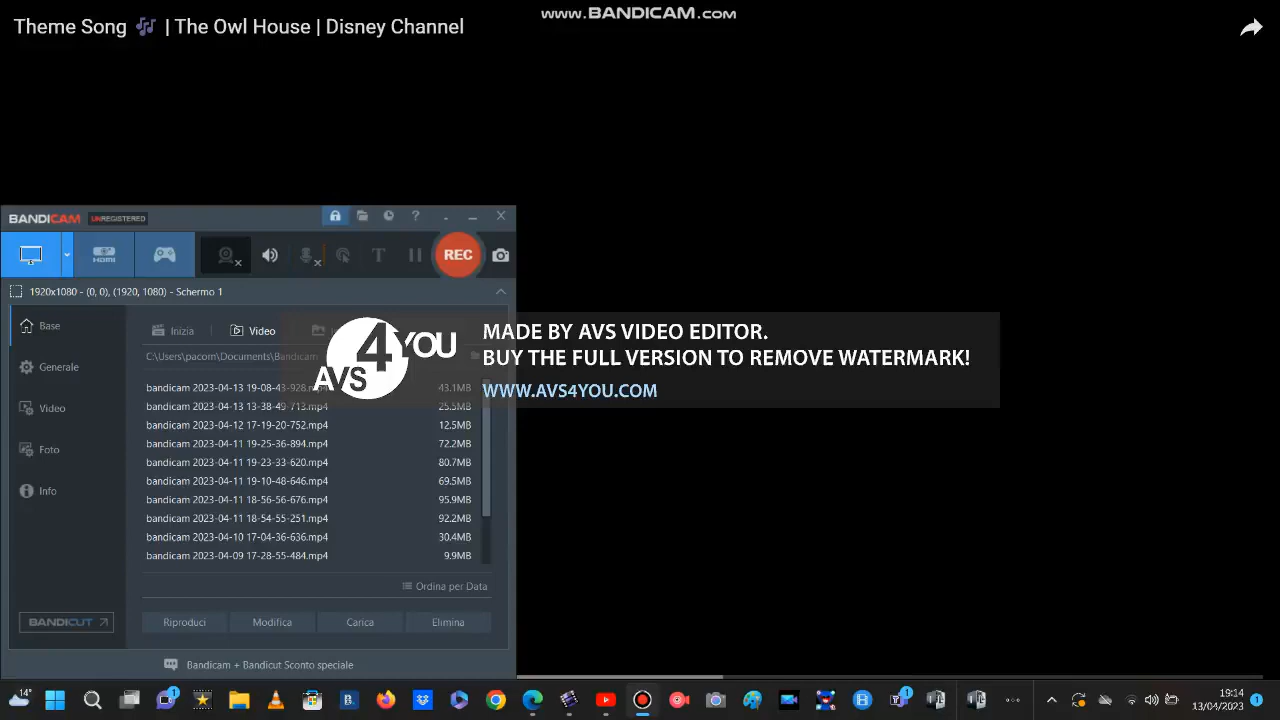 www.BANDICAM.com
Theme Song 🎶 | The Owl House | Disney Channel
BANDICAM UNREGISTERED
?
HDMI
T
REC
1920x1080 - (0, 0), (1920, 1080) - Schermo 1
Base
Generale
Video
Foto
Info
BANDICUT
Inizia
Video
C:\Users\pacom\Documents\Bandicam
AVS4YOU
MADE BY AVS VIDEO EDITOR.
BUY THE FULL VERSION TO REMOVE WATERMARK!
WWW.AVS4YOU.COM
bandicam 2023-04-13 19-08-43-928.mp4 43.1MB
bandicam 2023-04-13 13-38-49-713.mp4 25.5MB
bandicam 2023-04-12 17-19-20-752.mp4 12.5MB
bandicam 2023-04-11 19-25-36-894.mp4 72.2MB
bandicam 2023-04-11 19-23-33-620.mp4 80.7MB
bandicam 2023-04-11 19-10-48-646.mp4 69.5MB
bandicam 2023-04-11 18-56-56-676.mp4 95.9MB
bandicam 2023-04-11 18-54-55-251.mp4 92.2MB
bandicam 2023-04-10 17-04-36-636.mp4 30.4MB
bandicam 2023-04-09 17-28-55-484.mp4 9.9MB
Ordina per Data
Riproduci
Modifica
Carica
Elimina
Bandicam + Bandicut Sconto speciale
19:14
13/04/2023